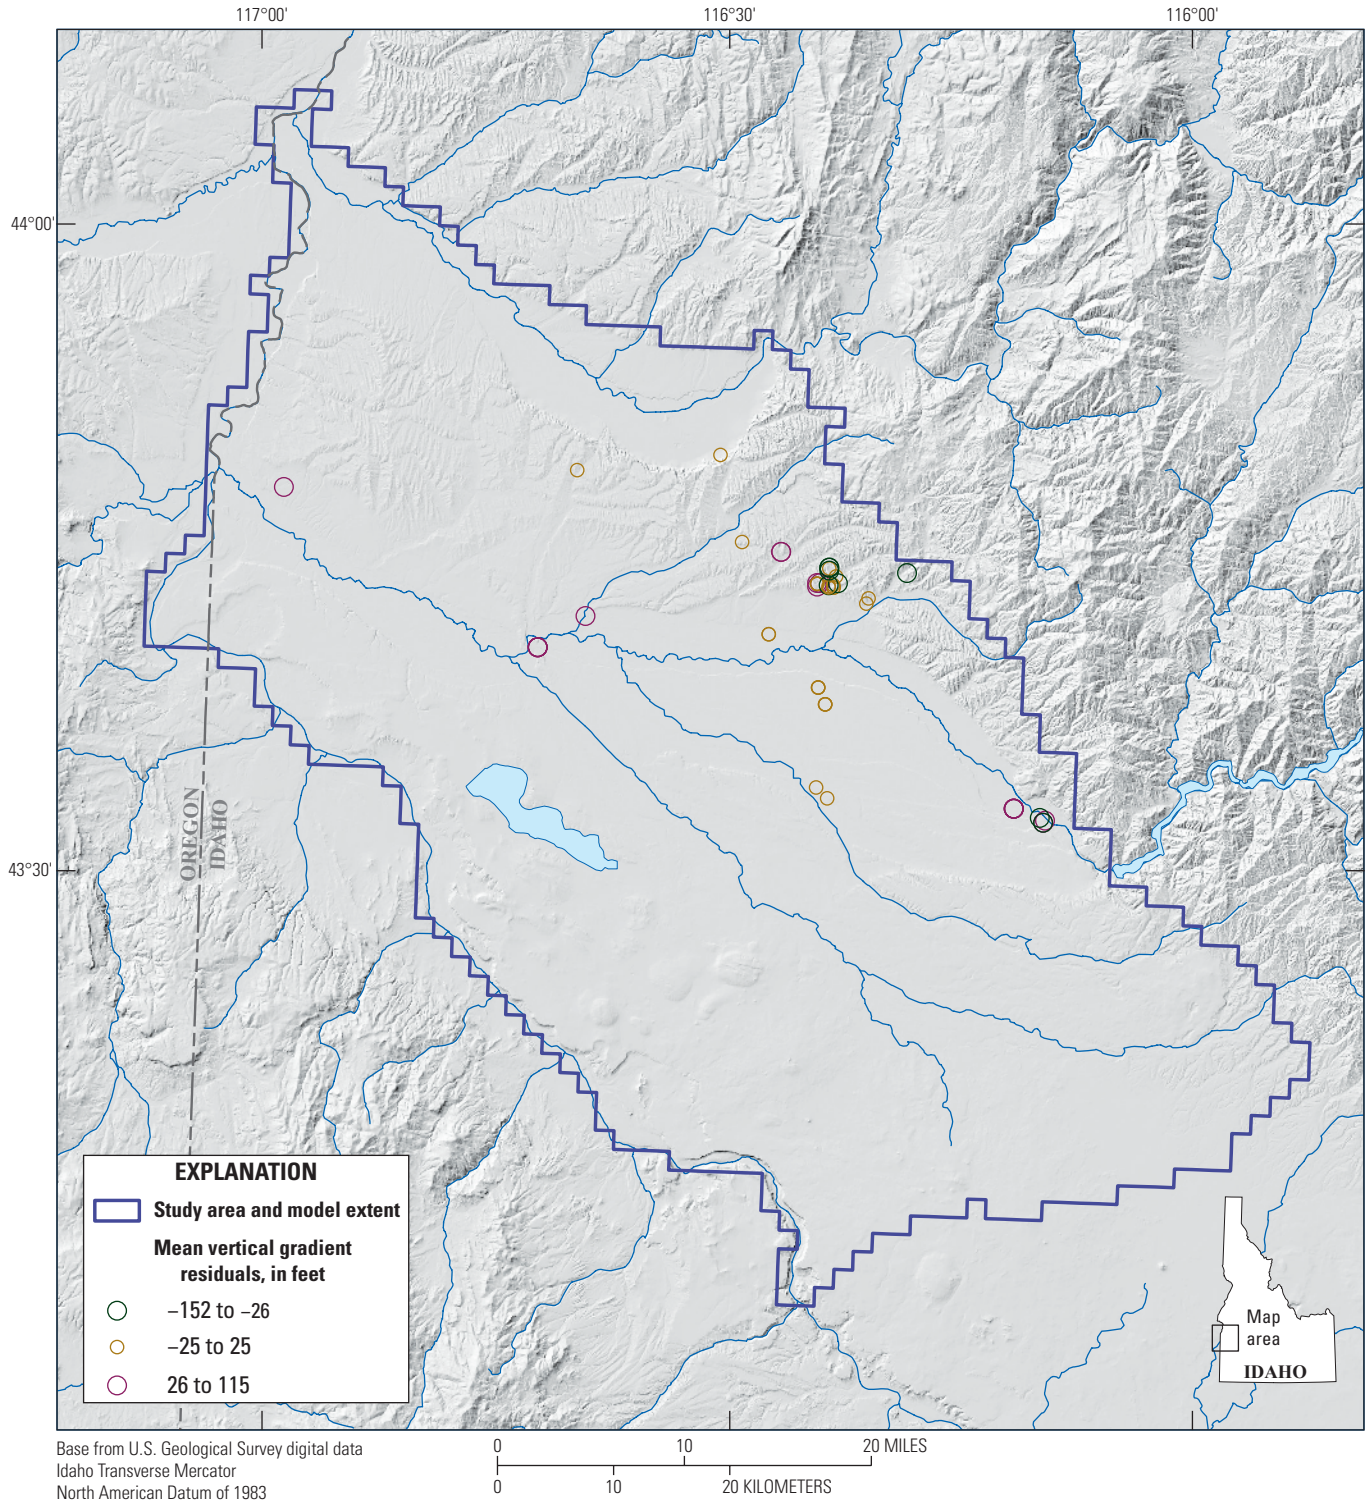 117°00'
116°30'
116°00'
44°00'
43°30'
OREGON
IDAHO
EXPLANATION
Study area and model extent
Mean vertical gradient
residuals, in feet
−152 to −26
−25 to 25
26 to 115
Map
area
IDAHO
Base from U.S. Geological Survey digital data
Idaho Transverse Mercator
North American Datum of 1983
0 10 20 MILES
0 10 20 KILOMETERS